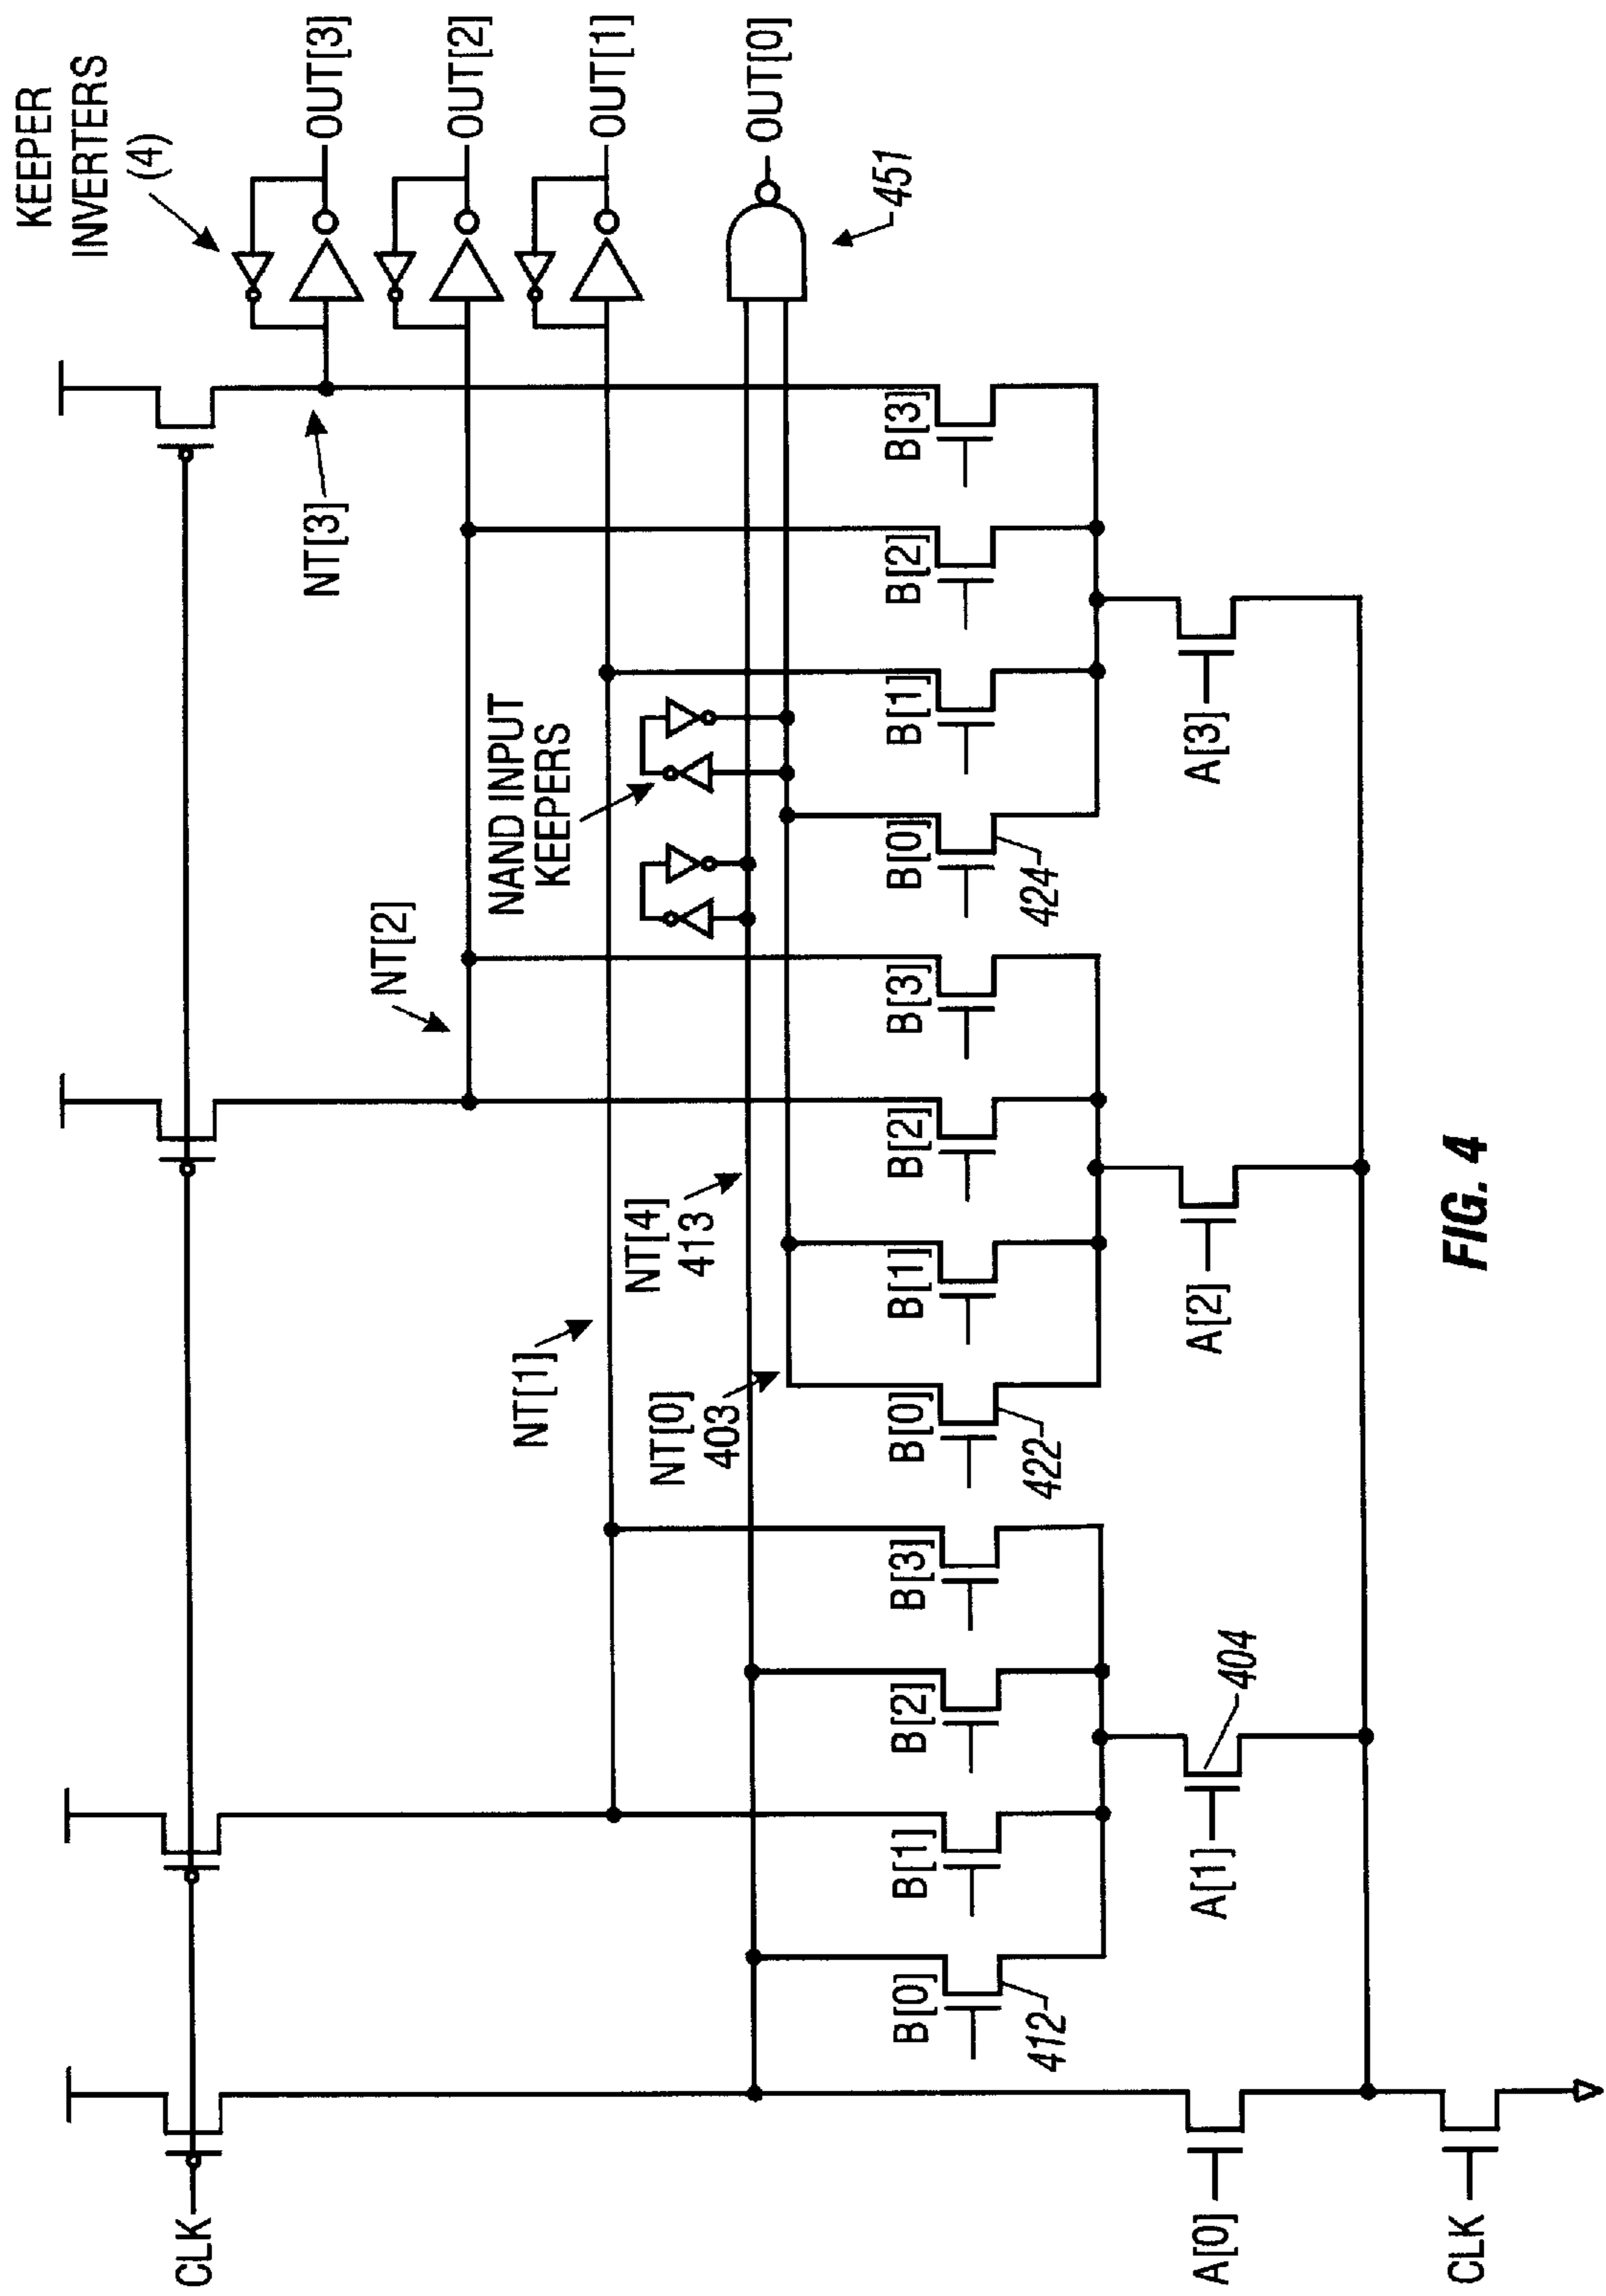 KEEPER
INVERTERS
(4)
OUT[3]
OUT[2]
OUT[1]
OUT[0]
451
NT[3]
B[3]
B[2]
B[1]
B[0]
424
A[3]
NAND INPUT
KEEPERS
NT[2]
B[3]
B[2]
B[1]
B[0]
422
A[2]
NT[4]
413
NT[1]
NT[0]
403
B[3]
B[2]
B[1]
B[0]
412
404
A[1]
CLK
A[0]
CLK
FIG. 4